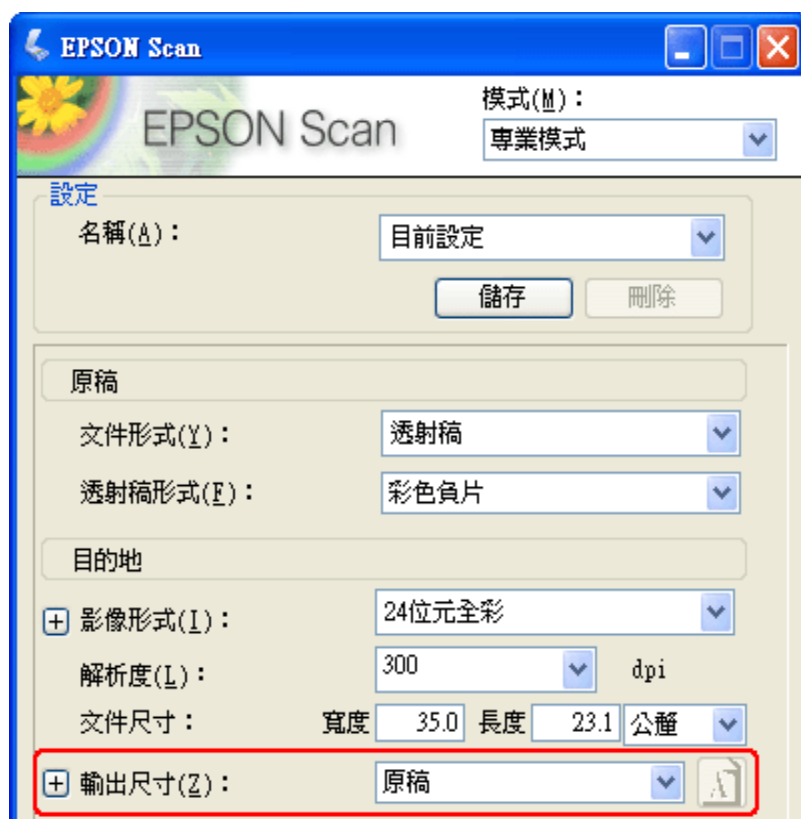 EPSON Scan
EPSON Scan
模式(M)：
專業模式
設定
名稱(A)：
目前設定
儲存
刪除
原稿
文件形式(Y)：
透射稿
透射稿形式(F)：
彩色負片
目的地
影像形式(I)：
24位元全彩
解析度(L)：
300
dpi
文件尺寸：
寬度
35.0
長度
23.1
公釐
輸出尺寸(Z)：
原稿
A